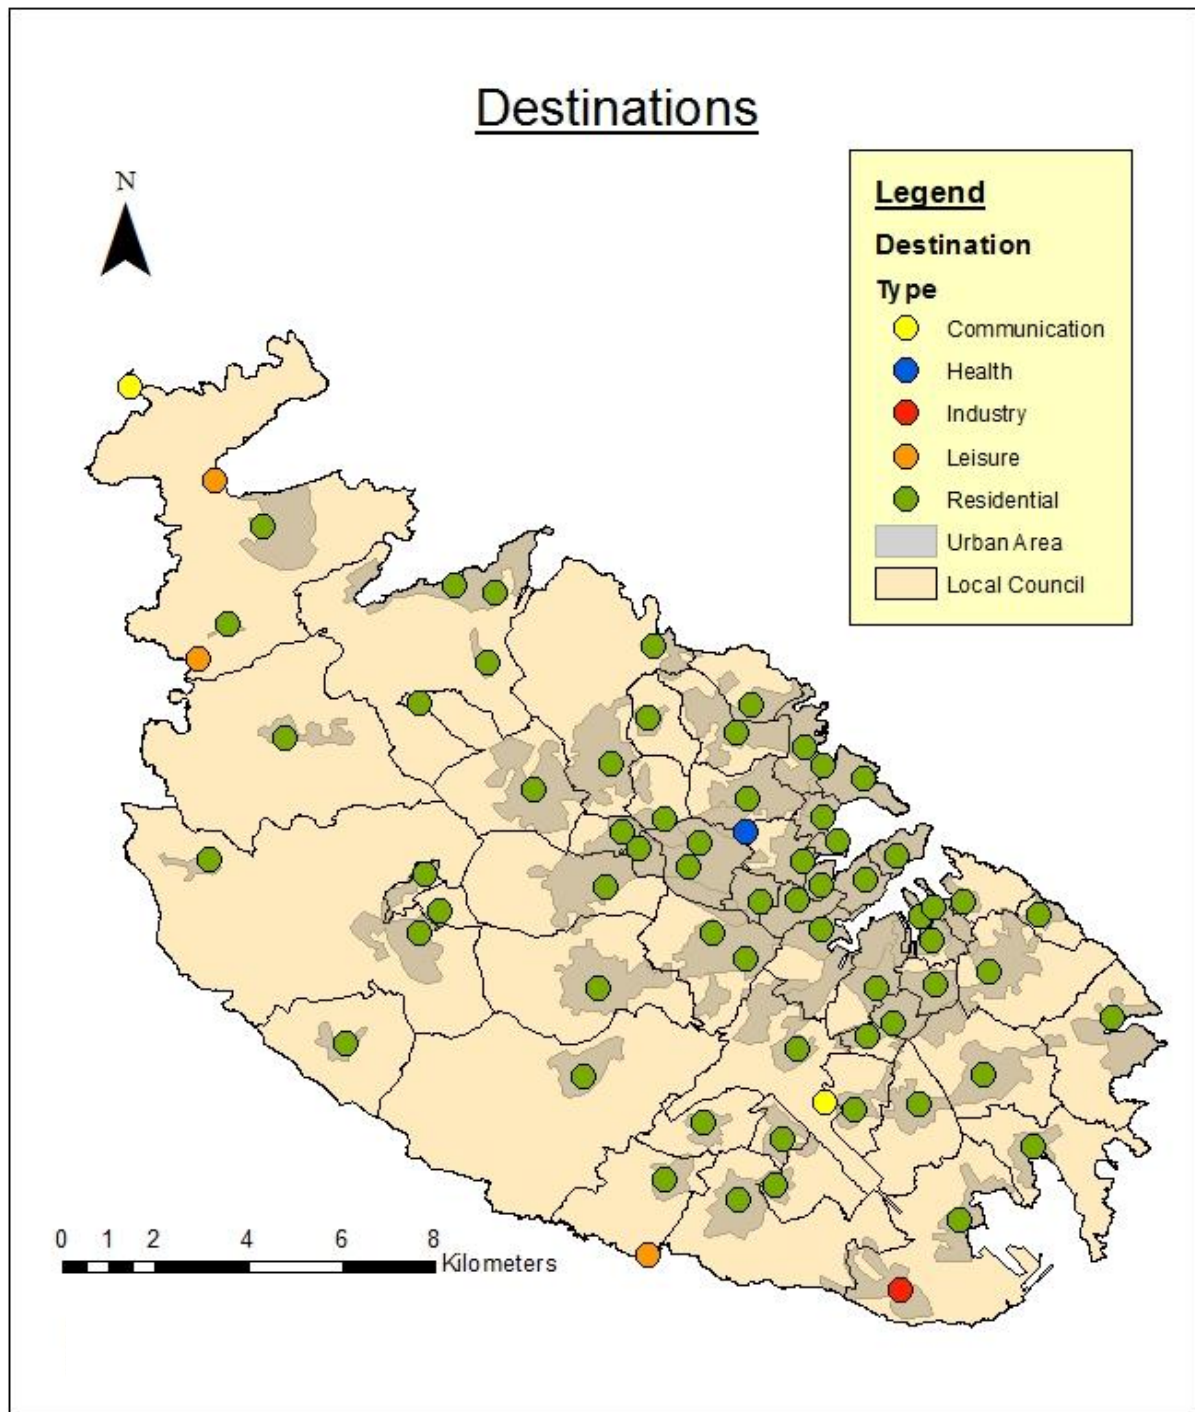 Destinations
N
Legend
Destination
Type
Communication
Health
Industry
Leisure
Residential
Urban Area
Local Council
0 1 2 4 6 8
Kilometers